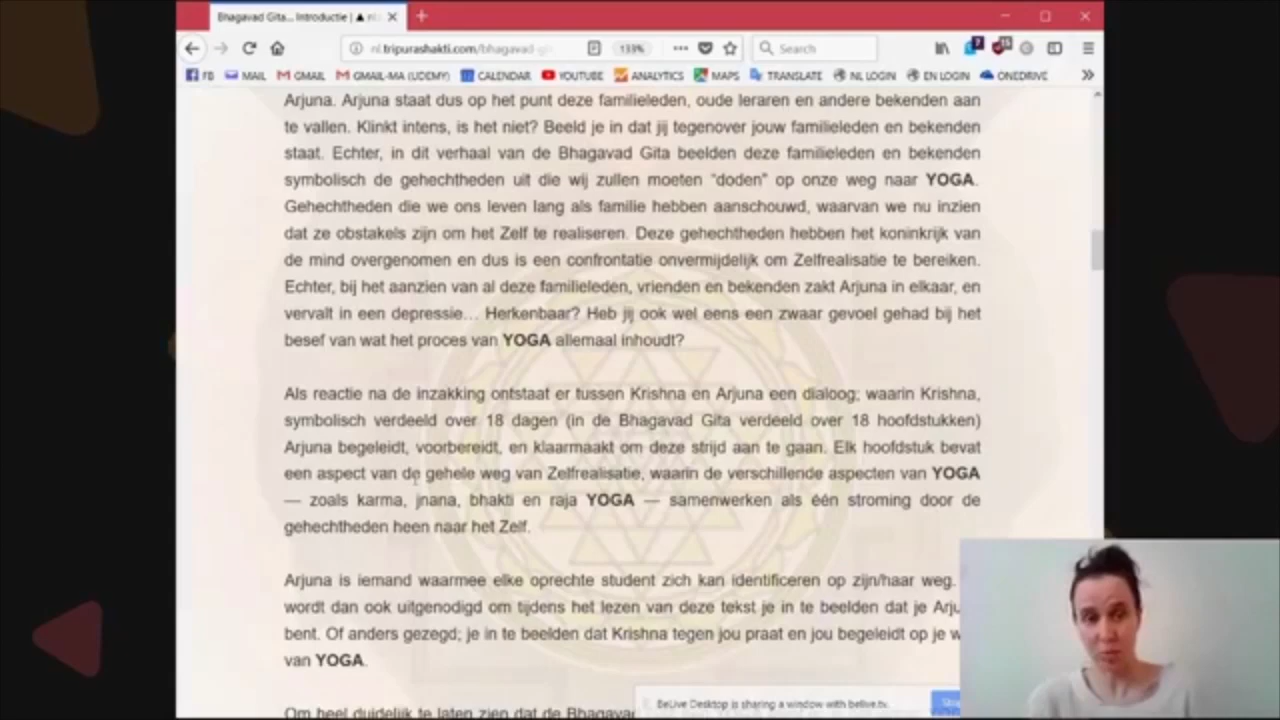 Bhagavad Gita... Introductie | ▲ nl
nl.tripurashakti.com/bhagavad-gi
133%
Search
FB MAIL GMAIL GMAIL-MA (UDEMY) CALENDAR YOUTUBE ANALYTICS MAPS TRANSLATE NL LOGIN EN LOGIN ONEDRIVE
Arjuna. Arjuna staat dus op het punt deze familieleden, oude leraren en andere bekenden aan
te vallen. Klinkt intens, is het niet? Beeld je in dat jij tegenover jouw familieleden en bekenden
staat. Echter, in dit verhaal van de Bhagavad Gita beelden deze familieleden en bekenden
symbolisch de gehechtheden uit die wij zullen moeten "doden" op onze weg naar YOGA.
Gehechtheden die we ons leven lang als familie hebben aanschouwd, waarvan we nu inzien
dat ze obstakels zijn om het Zelf te realiseren. Deze gehechtheden hebben het koninkrijk van
de mind overgenomen en dus is een confrontatie onvermijdelijk om Zelfrealisatie te bereiken.
Echter, bij het aanzien van al deze familieleden, vrienden en bekenden zakt Arjuna in elkaar, en
vervalt in een depressie… Herkenbaar? Heb jij ook wel eens een zwaar gevoel gehad bij het
besef van wat het proces van YOGA allemaal inhoudt?
Als reactie na de inzakking ontstaat er tussen Krishna en Arjuna een dialoog; waarin Krishna,
symbolisch verdeeld over 18 dagen (in de Bhagavad Gita verdeeld over 18 hoofdstukken)
Arjuna begeleidt, voorbereidt, en klaarmaakt om deze strijd aan te gaan. Elk hoofdstuk bevat
een aspect van de gehele weg van Zelfrealisatie, waarin de verschillende aspecten van YOGA
— zoals karma, jnana, bhakti en raja YOGA — samenwerken als één stroming door de
gehechtheden heen naar het Zelf.
Arjuna is iemand waarmee elke oprechte student zich kan identificeren op zijn/haar weg.
wordt dan ook uitgenodigd om tijdens het lezen van deze tekst je in te beelden dat je Arju
bent. Of anders gezegd; je in te beelden dat Krishna tegen jou praat en jou begeleidt op je w
van YOGA.
Om heel duidelijk te laten zien dat de Bhagava
BeLive Desktop is sharing a window with belive.tv.